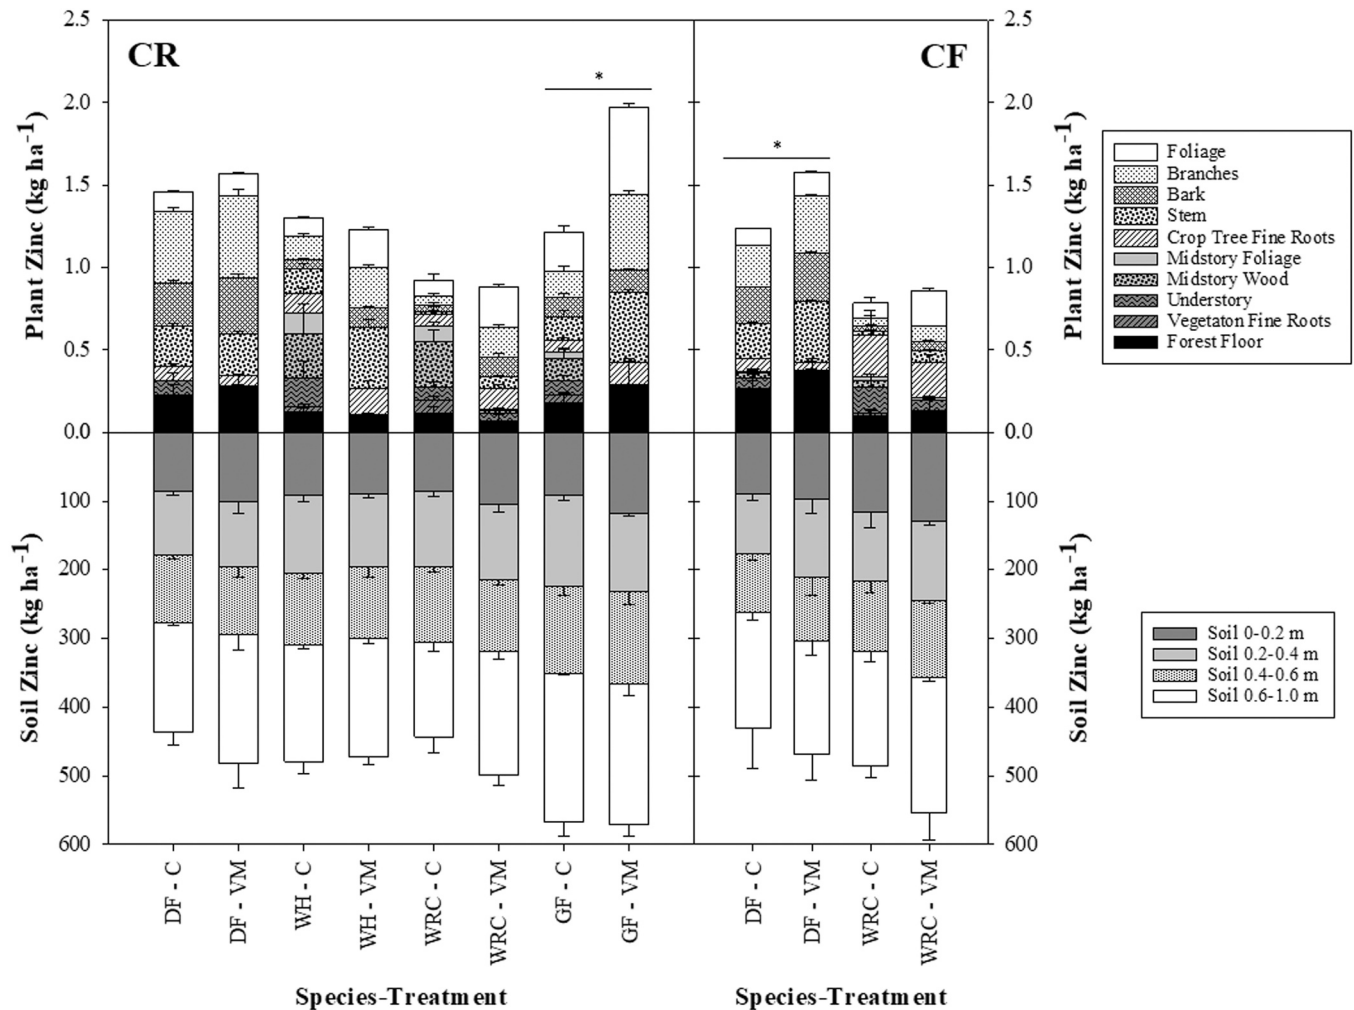 CR
CF
*
*
Plant Zinc (kg ha⁻¹)
2.5
2.0
1.5
1.0
0.5
0.0
Soil Zinc (kg ha⁻¹)
100
200
300
400
500
600
2.5
2.0
1.5
1.0
0.5
0.0
Plant Zinc (kg ha⁻¹)
100
200
300
400
500
600
Soil Zinc (kg ha⁻¹)
Foliage
Branches
Bark
Stem
Crop Tree Fine Roots
Midstory Foliage
Midstory Wood
Understory
Vegetaton Fine Roots
Forest Floor
Soil 0-0.2 m
Soil 0.2-0.4 m
Soil 0.4-0.6 m
Soil 0.6-1.0 m
DF - C
DF - VM
WH - C
WH - VM
WRC - C
WRC - VM
GF - C
GF - VM
DF - C
DF - VM
WRC - C
WRC - VM
Species-Treatment
Species-Treatment